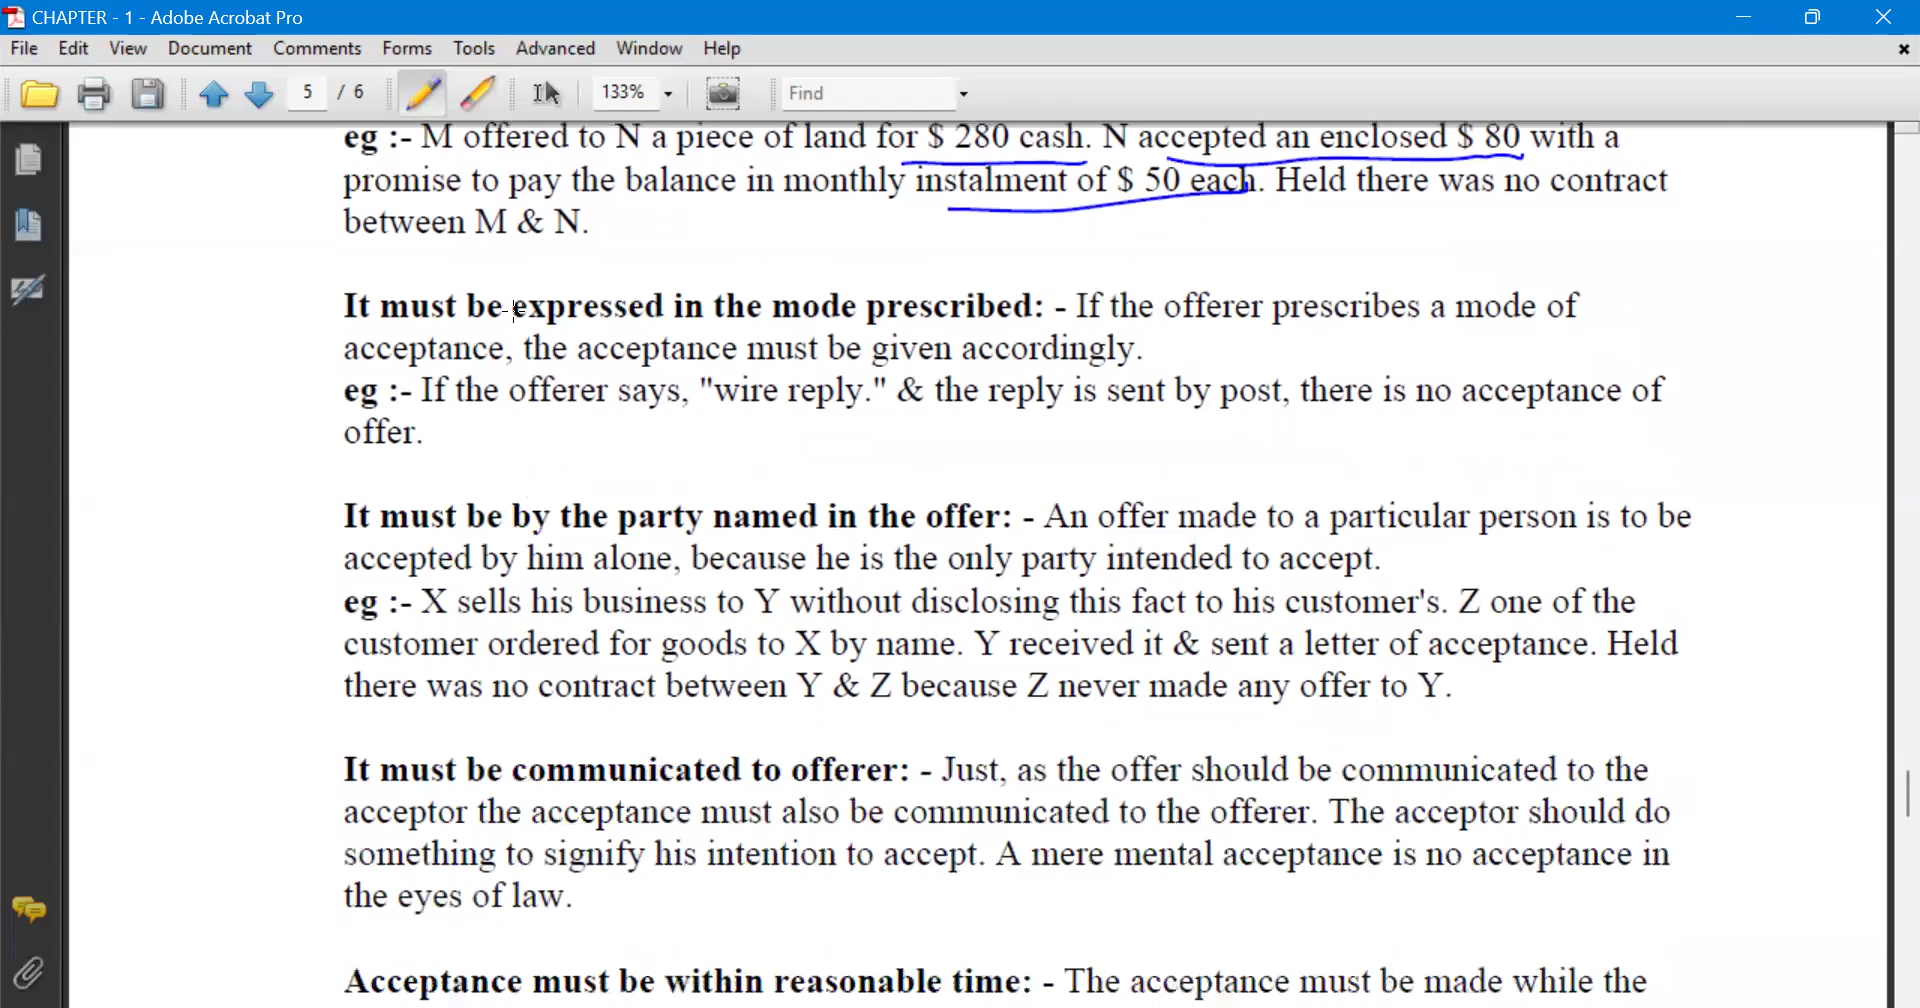 CHAPTER - 1 - Adobe Acrobat Pro
File Edit View Document Comments Forms Tools Advanced Window Help
5 / 6 133% Find
eg :- M offered to N a piece of land for $ 280 cash. N accepted an enclosed $ 80 with a
promise to pay the balance in monthly instalment of $ 50 each. Held there was no contract
between M & N.
It must be expressed in the mode prescribed: - If the offerer prescribes a mode of
acceptance, the acceptance must be given accordingly.
eg :- If the offerer says, "wire reply." & the reply is sent by post, there is no acceptance of
offer.
It must be by the party named in the offer: - An offer made to a particular person is to be
accepted by him alone, because he is the only party intended to accept.
eg :- X sells his business to Y without disclosing this fact to his customer's. Z one of the
customer ordered for goods to X by name. Y received it & sent a letter of acceptance. Held
there was no contract between Y & Z because Z never made any offer to Y.
It must be communicated to offerer: - Just, as the offer should be communicated to the
acceptor the acceptance must also be communicated to the offerer. The acceptor should do
something to signify his intention to accept. A mere mental acceptance is no acceptance in
the eyes of law.
Acceptance must be within reasonable time: - The acceptance must be made while the